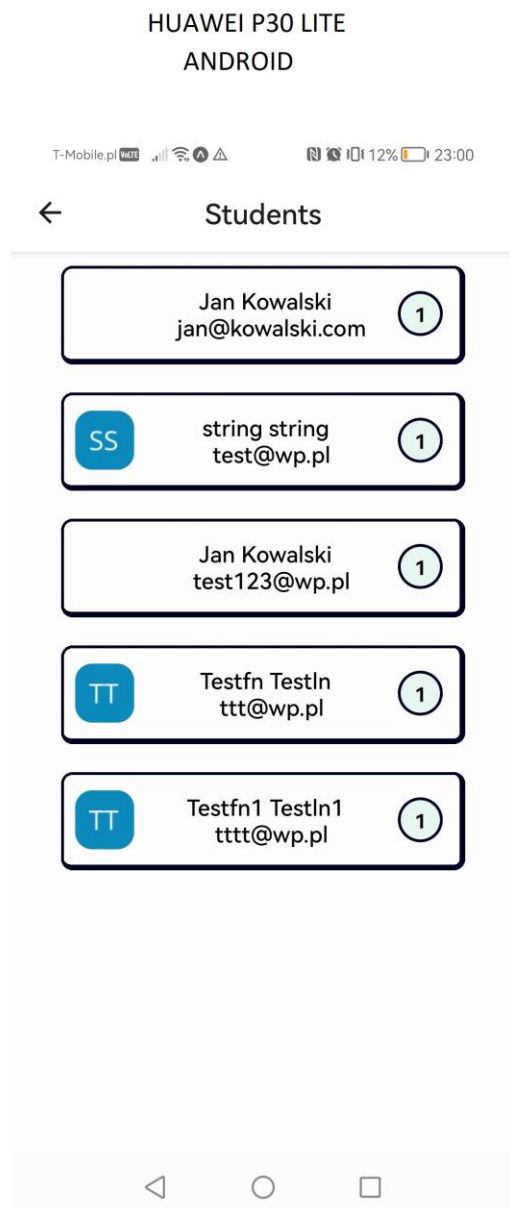 HUAWEI P30 LITE
ANDROID
T-Mobile.pl VoLTE 12% 23:00
Students
Jan Kowalski
jan@kowalski.com
1
SS
string string
test@wp.pl
1
Jan Kowalski
test123@wp.pl
1
TT
Testfn Testln
ttt@wp.pl
1
TT
Testfn1 Testln1
tttt@wp.pl
1